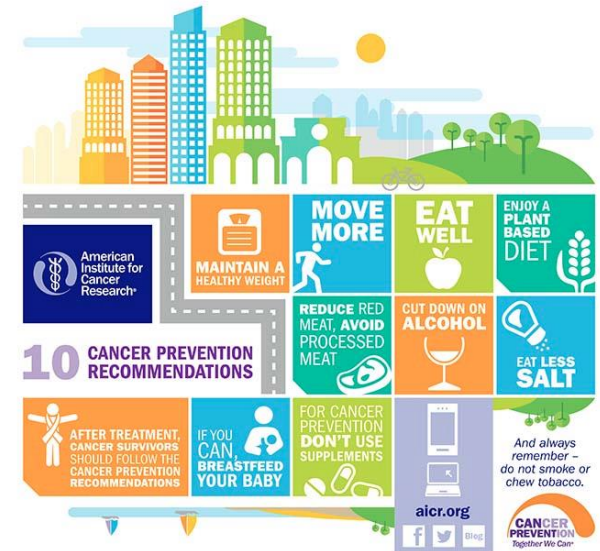 American
Institute for
Cancer
Research®
10 CANCER PREVENTION
RECOMMENDATIONS
MAINTAIN A
HEALTHY WEIGHT
MOVE
MORE
EAT
WELL
ENJOY A
PLANT
BASED
DIET
REDUCE RED
MEAT, AVOID
PROCESSED
MEAT
CUT DOWN ON
ALCOHOL
EAT LESS
SALT
AFTER TREATMENT,
CANCER SURVIVORS
SHOULD FOLLOW THE
CANCER PREVENTION
RECOMMENDATIONS
IF YOU
CAN,
BREASTFEED
YOUR BABY
FOR CANCER
PREVENTION
DON'T USE
SUPPLEMENTS
aicr.org
f
Blog
And always
remember –
do not smoke or
chew tobacco.
CANCER
PREVENTION
Together We Can®